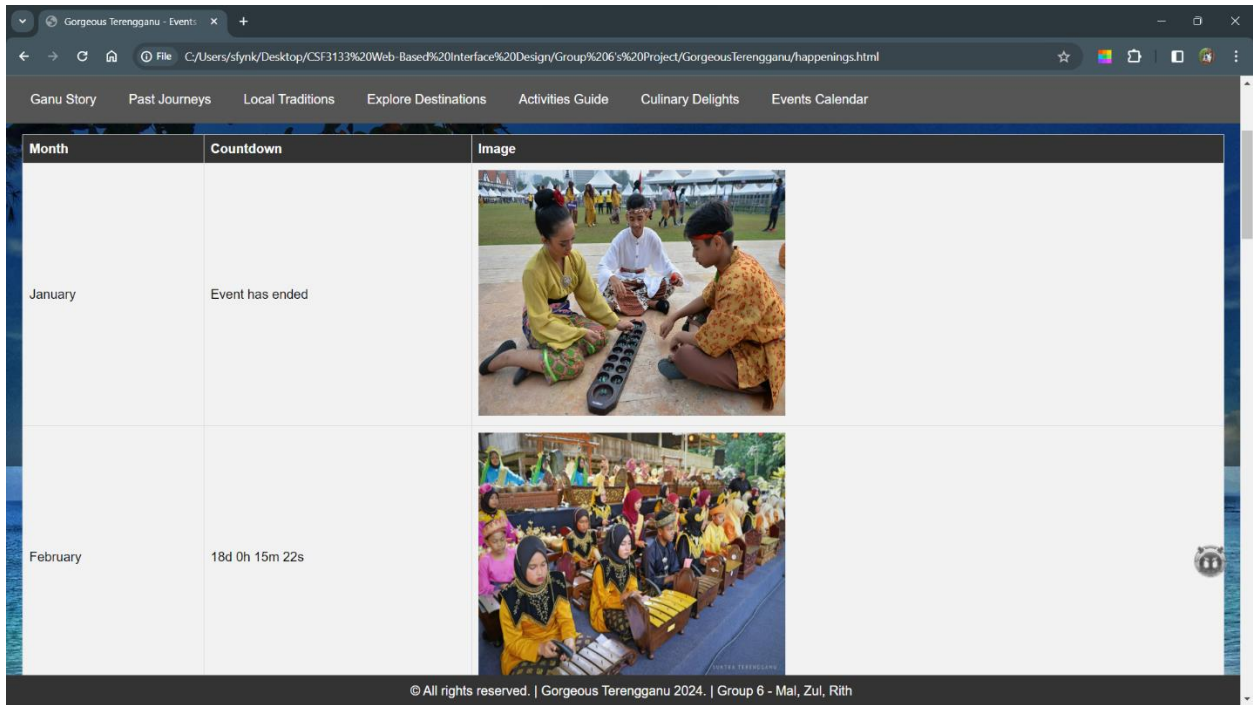 Gorgeous Terengganu - Events
C:/Users/sfynk/Desktop/CSF3133%20Web-Based%20Interface%20Design/Group%206's%20Project/GorgeousTerengganu/happenings.html
File
Ganu Story Past Journeys Local Traditions Explore Destinations Activities Guide Culinary Delights Events Calendar
Month Countdown Image
January Event has ended
February 18d 0h 15m 22s
© All rights reserved. | Gorgeous Terengganu 2024. | Group 6 - Mal, Zul, Rith